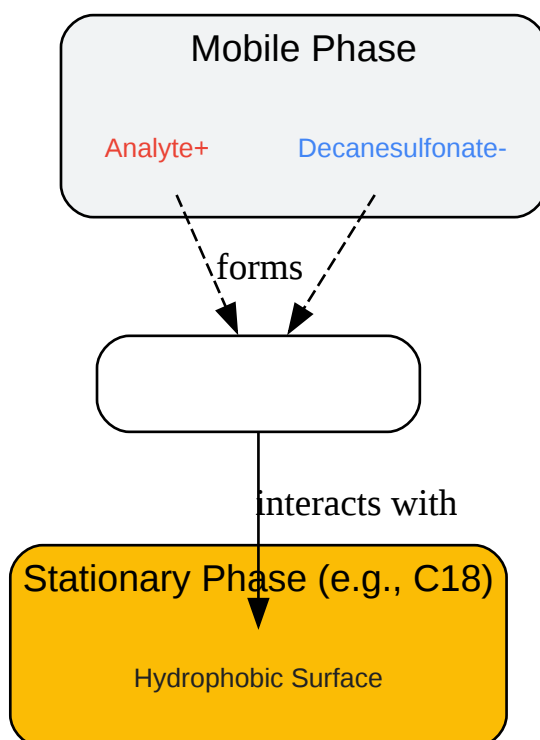 Mobile Phase
Analyte+
Decanesulfonate-
forms
interacts with
Stationary Phase (e.g., C18)
Hydrophobic Surface